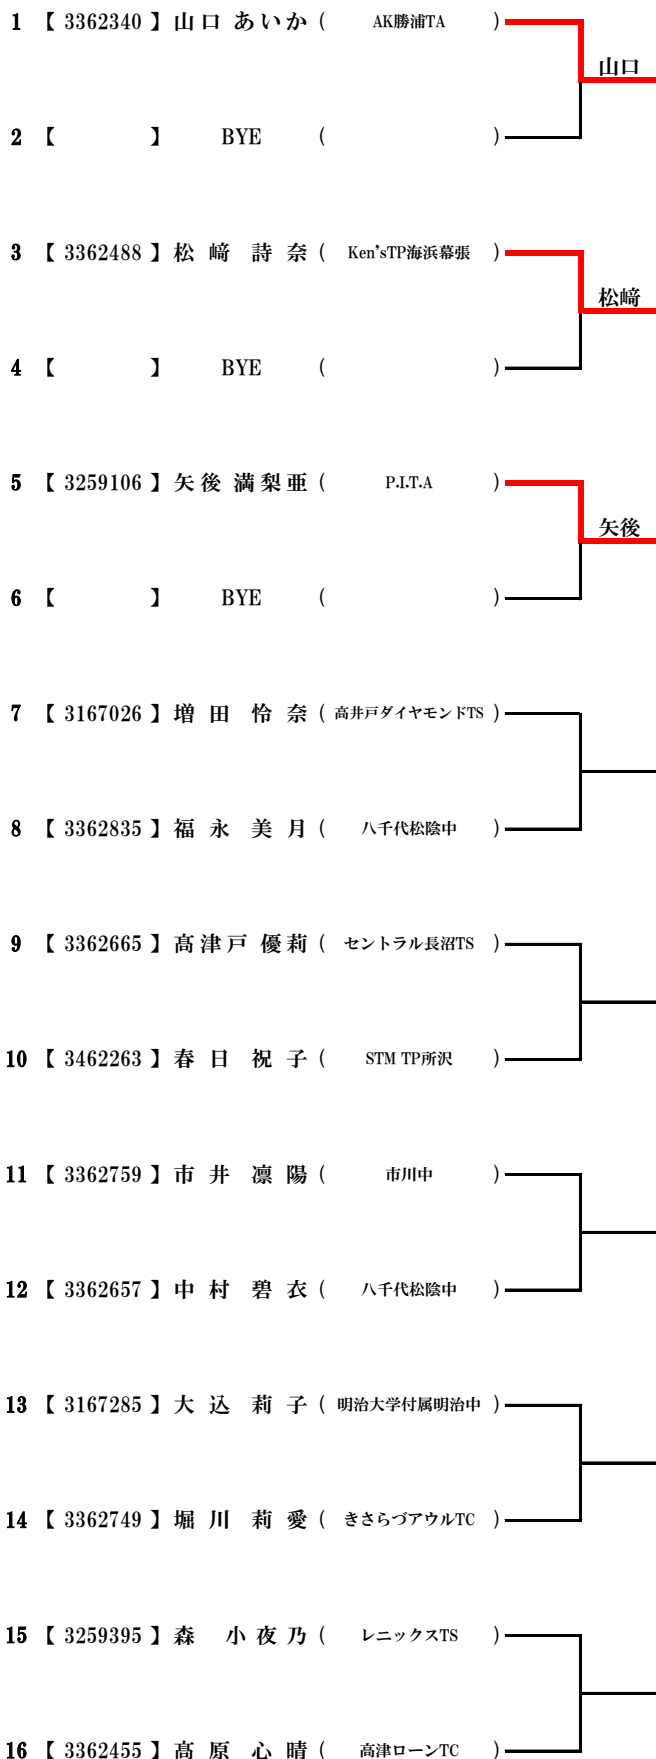 1 【 3362340 】 山口 あいか ( AK勝浦TA )
山口
2 【 】 BYE ( )
3 【 3362488 】 松﨑 詩奈 ( Ken'sTP海浜幕張 )
松﨑
4 【 】 BYE ( )
5 【 3259106 】 矢後 満梨亜 ( P.I.T.A )
矢後
6 【 】 BYE ( )
7 【 3167026 】 増田 怜奈 ( 高井戸ダイヤモンドTS )
8 【 3362835 】 福永 美月 ( 八千代松陰中 )
9 【 3362665 】 髙津戸 優莉 ( セントラル長沼TS )
10 【 3462263 】 春日 祝子 ( STM TP所沢 )
11 【 3362759 】 市井 凛陽 ( 市川中 )
12 【 3362657 】 中村 碧衣 ( 八千代松陰中 )
13 【 3167285 】 大込 莉子 ( 明治大学付属明治中 )
14 【 3362749 】 堀川 莉愛 ( きさらづアウルTC )
15 【 3259395 】 森 小夜乃 ( レニックスTS )
16 【 3362455 】 髙原 心晴 ( 高津ローンTC )